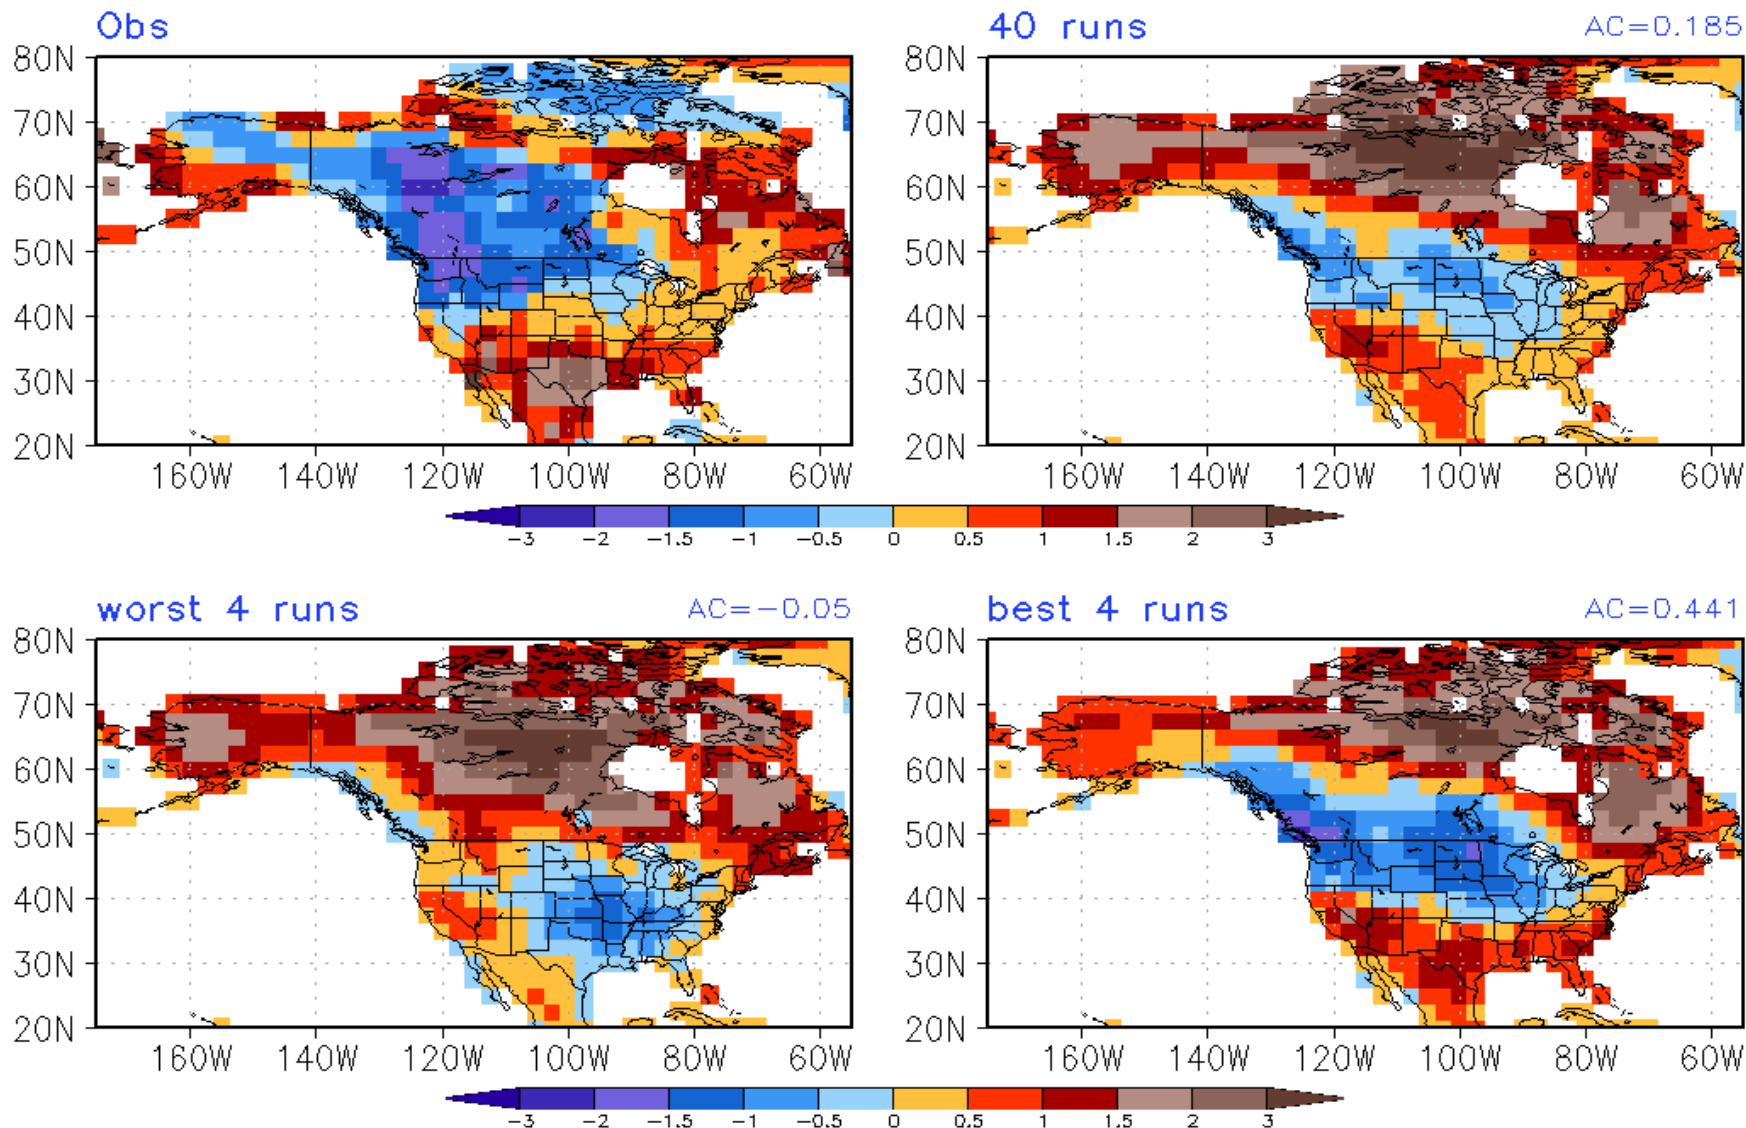 Obs
40 runs AC=0.185
80N
70N
60N
50N
40N
30N
20N
160W 140W 120W 100W 80W 60W
80N
70N
60N
50N
40N
30N
20N
160W 140W 120W 100W 80W 60W
-3 -2 -1.5 -1 -0.5 0 0.5 1 1.5 2 3
worst 4 runs AC=-0.05
best 4 runs AC=0.441
80N
70N
60N
50N
40N
30N
20N
160W 140W 120W 100W 80W 60W
80N
70N
60N
50N
40N
30N
20N
160W 140W 120W 100W 80W 60W
-3 -2 -1.5 -1 -0.5 0 0.5 1 1.5 2 3